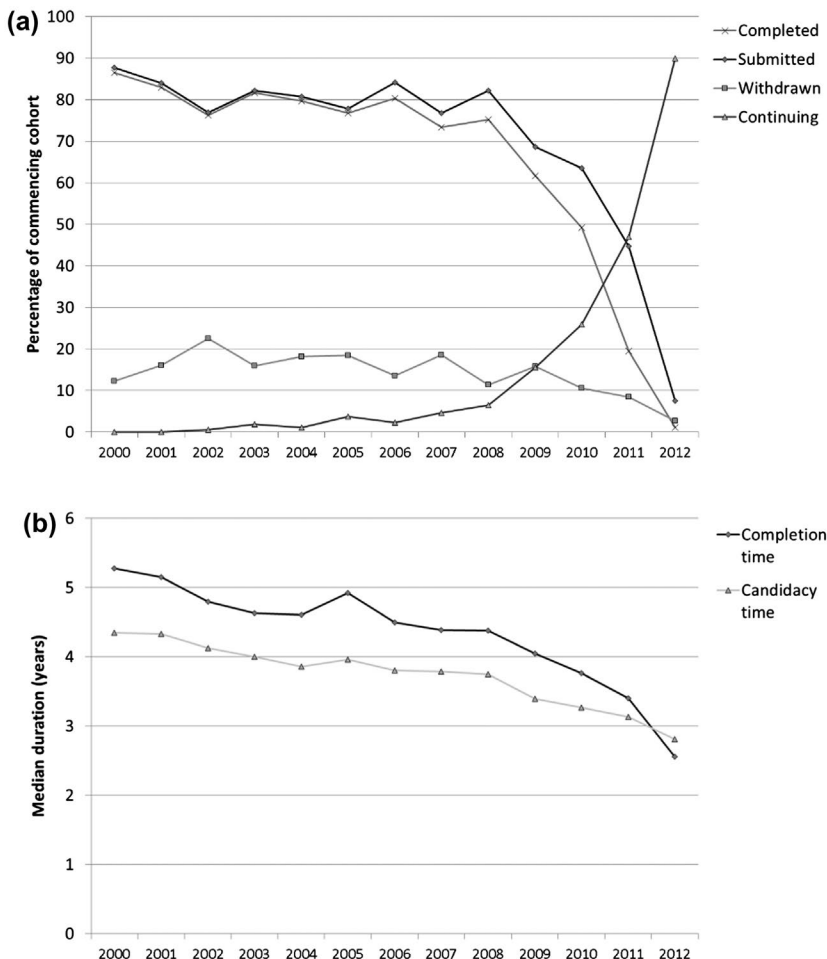 (a)
100
90
80
70
60
50
40
30
20
10
0
Percentage of commencing cohort
2000 2001 2002 2003 2004 2005 2006 2007 2008 2009 2010 2011 2012
Completed
Submitted
Withdrawn
Continuing
(b)
6
5
4
3
2
1
0
Median duration (years)
2000 2001 2002 2003 2004 2005 2006 2007 2008 2009 2010 2011 2012
Completion
time
Candidacy
time